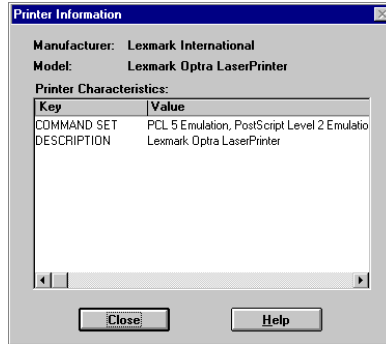 Printer Information
Manufacturer: Lexmark International
Model: Lexmark Optra LaserPrinter
Printer Characteristics:
Key Value
COMMAND SET PCL 5 Emulation, PostScript Level 2 Emulatio
DESCRIPTION Lexmark Optra LaserPrinter
Close Help